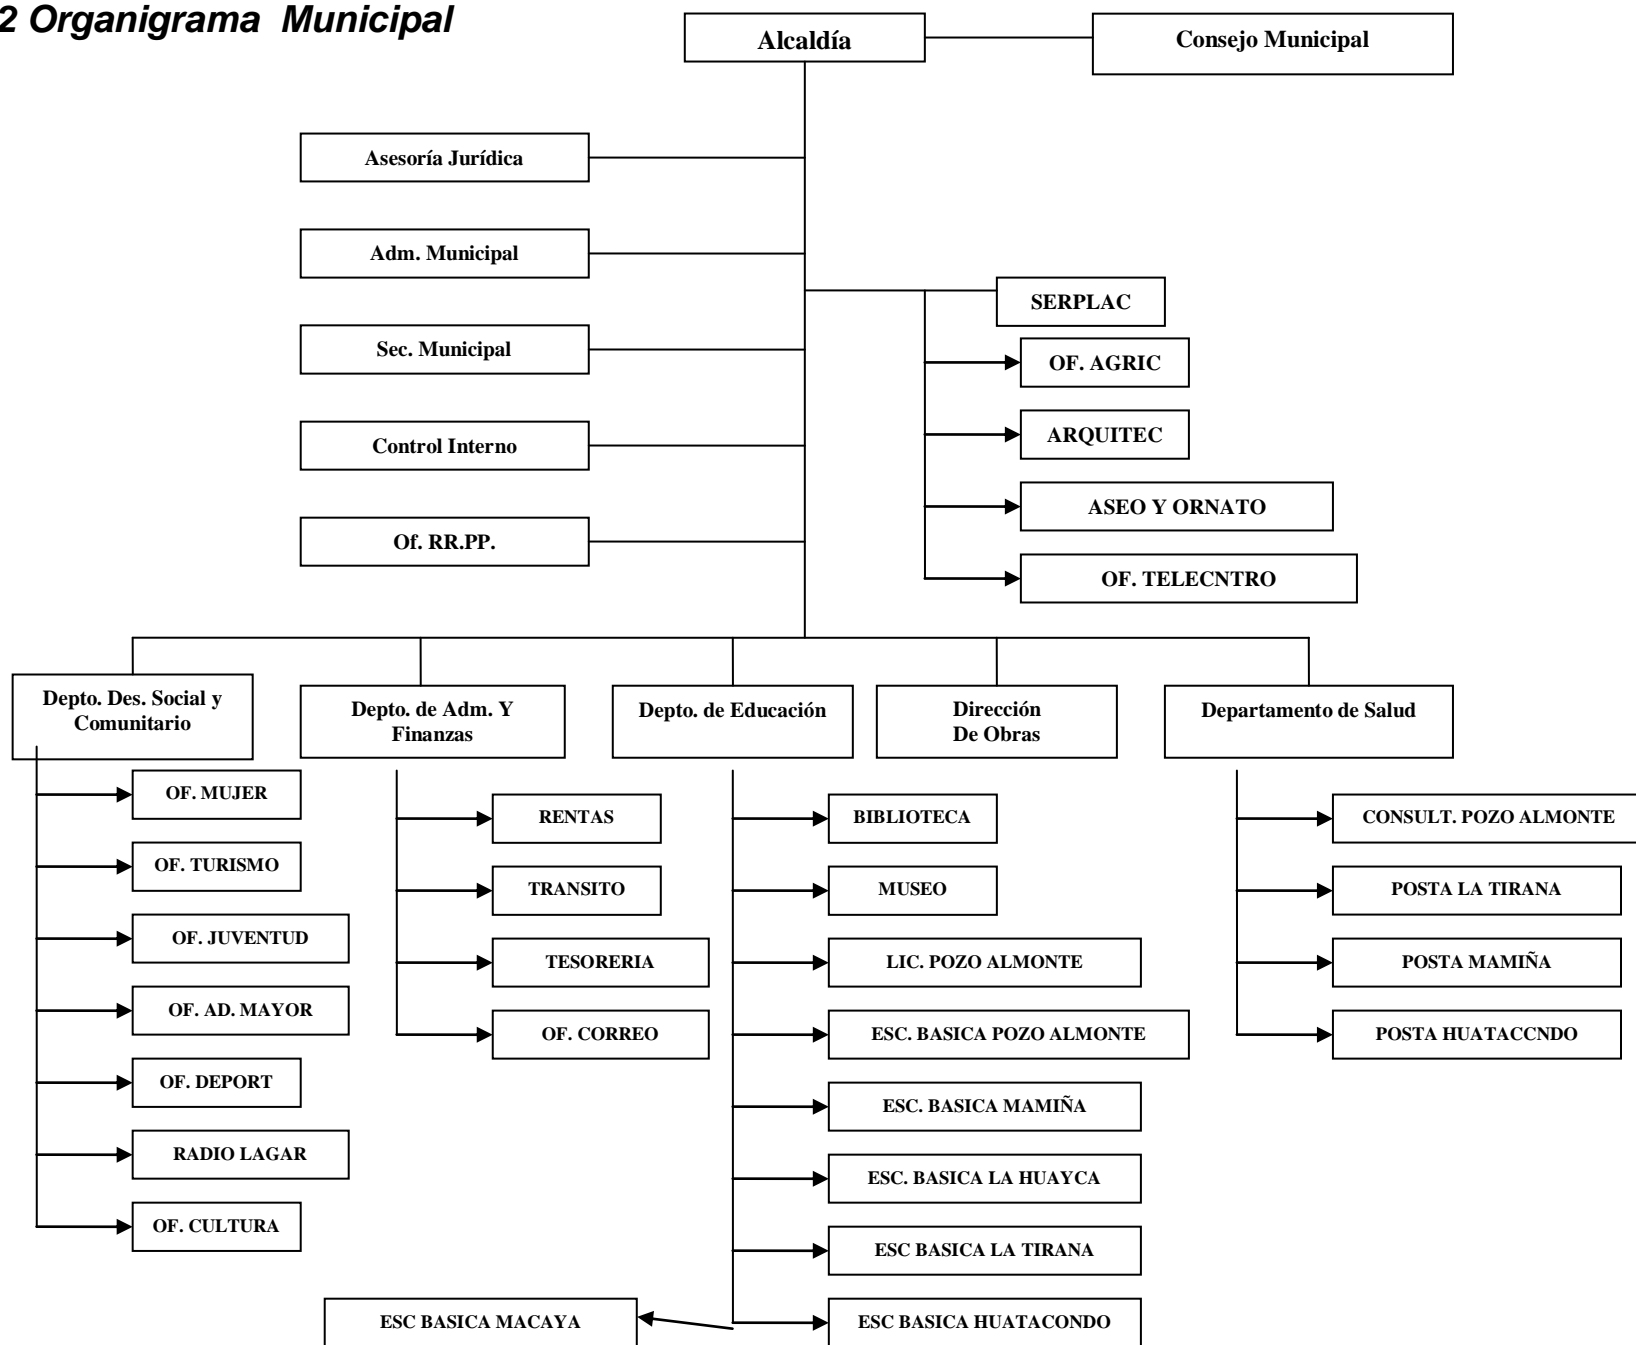 2 Organigrama Municipal
Alcaldía
Consejo Municipal
Asesoría Jurídica
Adm. Municipal
Sec. Municipal
Control Interno
Of. RR.PP.
SERPLAC
OF. AGRIC
ARQUITEC
ASEO Y ORNATO
OF. TELECNTRO
Depto. Des. Social y
Comunitario
OF. MUJER
OF. TURISMO
OF. JUVENTUD
OF. AD. MAYOR
OF. DEPORT
RADIO LAGAR
OF. CULTURA
Depto. de Adm. Y
Finanzas
RENTAS
TRANSITO
TESORERIA
OF. CORREO
Depto. de Educación
BIBLIOTECA
MUSEO
LIC. POZO ALMONTE
ESC. BASICA POZO ALMONTE
ESC. BASICA MAMIÑA
ESC. BASICA LA HUAYCA
ESC BASICA LA TIRANA
ESC BASICA HUATACONDO
ESC BASICA MACAYA
Dirección
De Obras
Departamento de Salud
CONSULT. POZO ALMONTE
POSTA LA TIRANA
POSTA MAMIÑA
POSTA HUATACCNDO